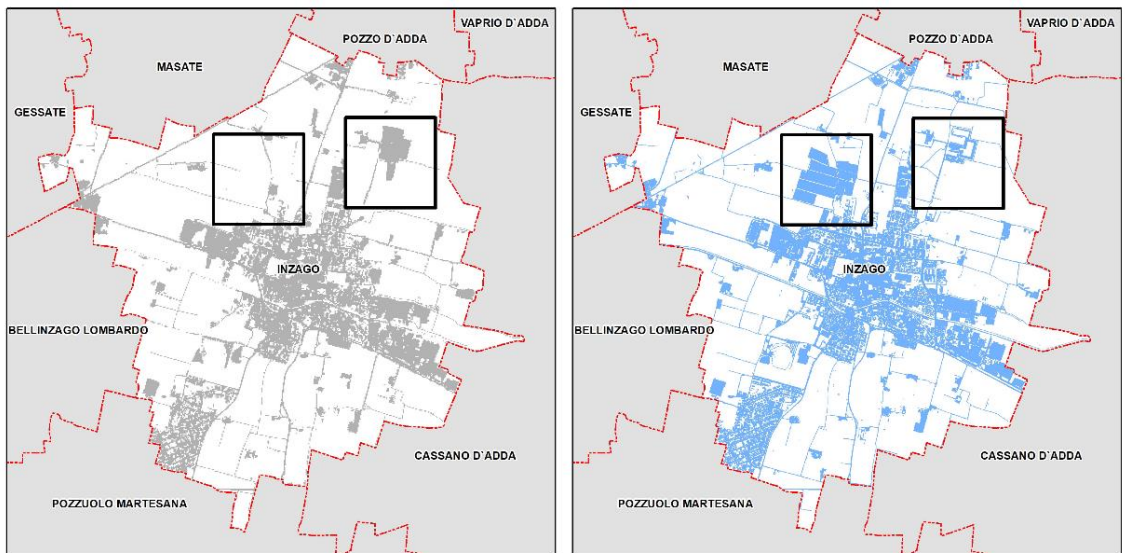 VAPRIO D`ADDA
POZZO D`ADDA
MASATE
GESSATE
INZAGO
BELLINZAGO LOMBARDO
CASSANO D`ADDA
POZZUOLO MARTESANA
VAPRIO D`ADDA
POZZO D`ADDA
MASATE
GESSATE
INZAGO
BELLINZAGO LOMBARDO
CASSANO D`ADDA
POZZUOLO MARTESANA